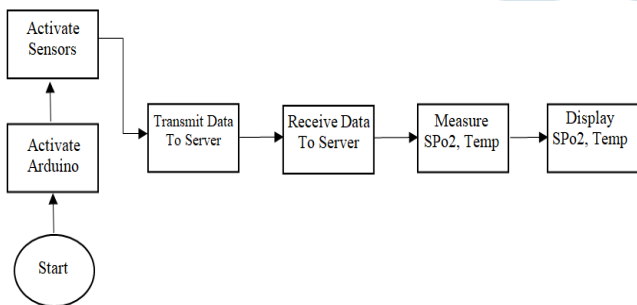 Activate
Sensors
Activate
Arduino
Start
Transmit Data
To Server
Receive Data
To Server
Measure
SPo2, Temp
Display
SPo2, Temp